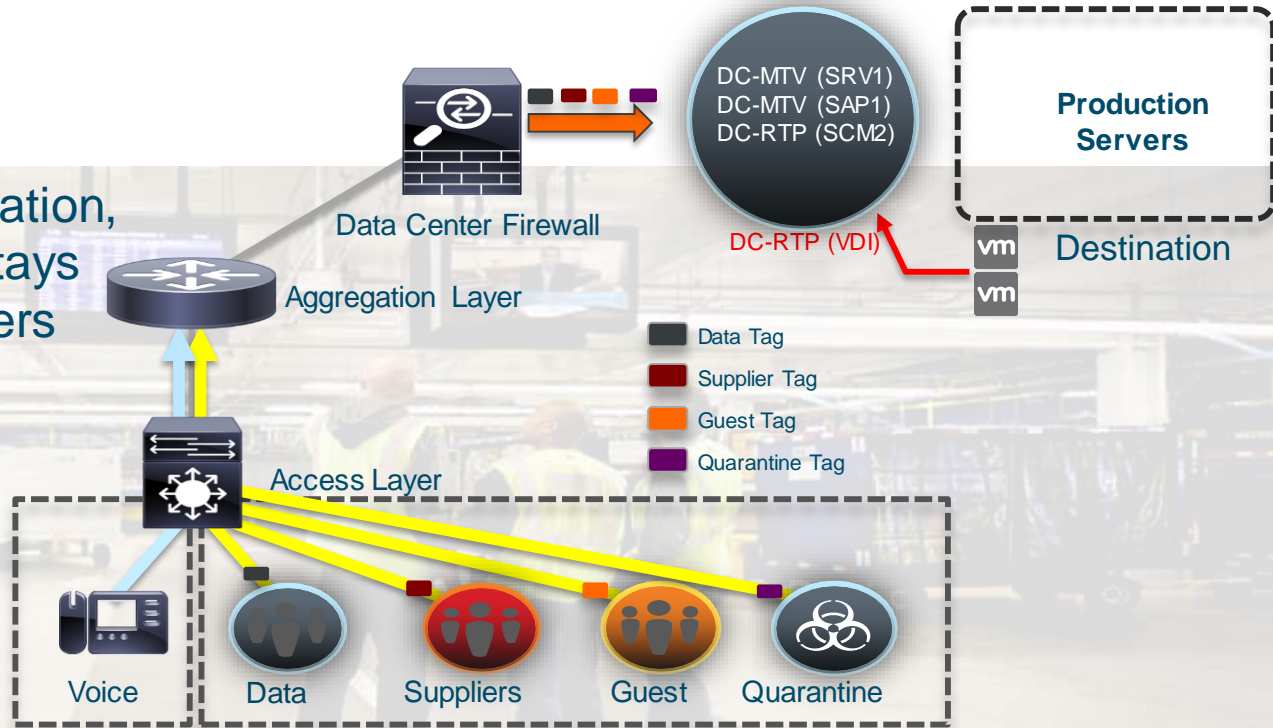 DC-MTV (SRV1)
DC-MTV (SAP1)
DC-RTP (SCM2)
Production
Servers
ation,
tays
ers
Data Center Firewall
DC-RTP (VDI)
vm
vm
Destination
Aggregation Layer
Data Tag
Supplier Tag
Guest Tag
Quarantine Tag
Access Layer
Voice
Data
Suppliers
Guest
Quarantine